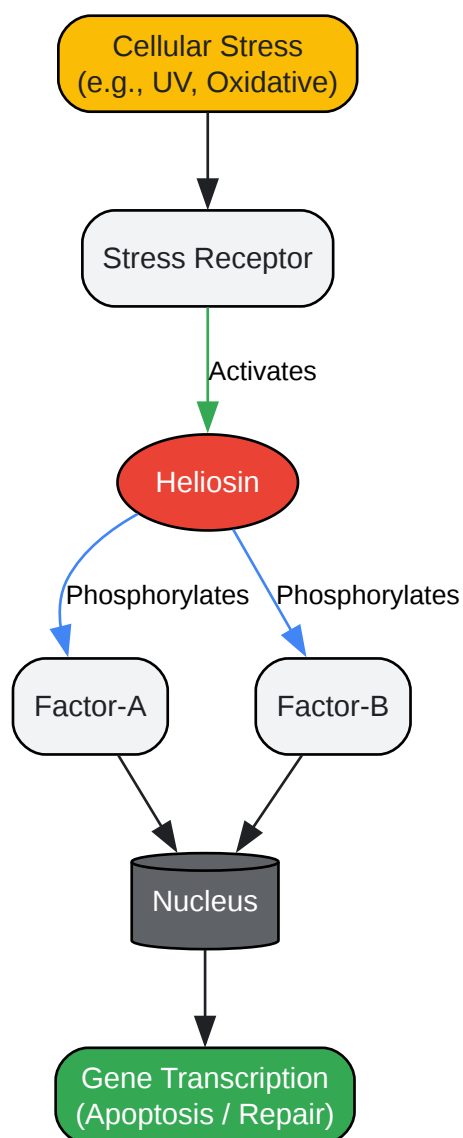 Cellular Stress
(e.g., UV, Oxidative)
Stress Receptor
Activates
Heliosin
Phosphorylates
Phosphorylates
Factor-A
Factor-B
Nucleus
Gene Transcription
(Apoptosis / Repair)